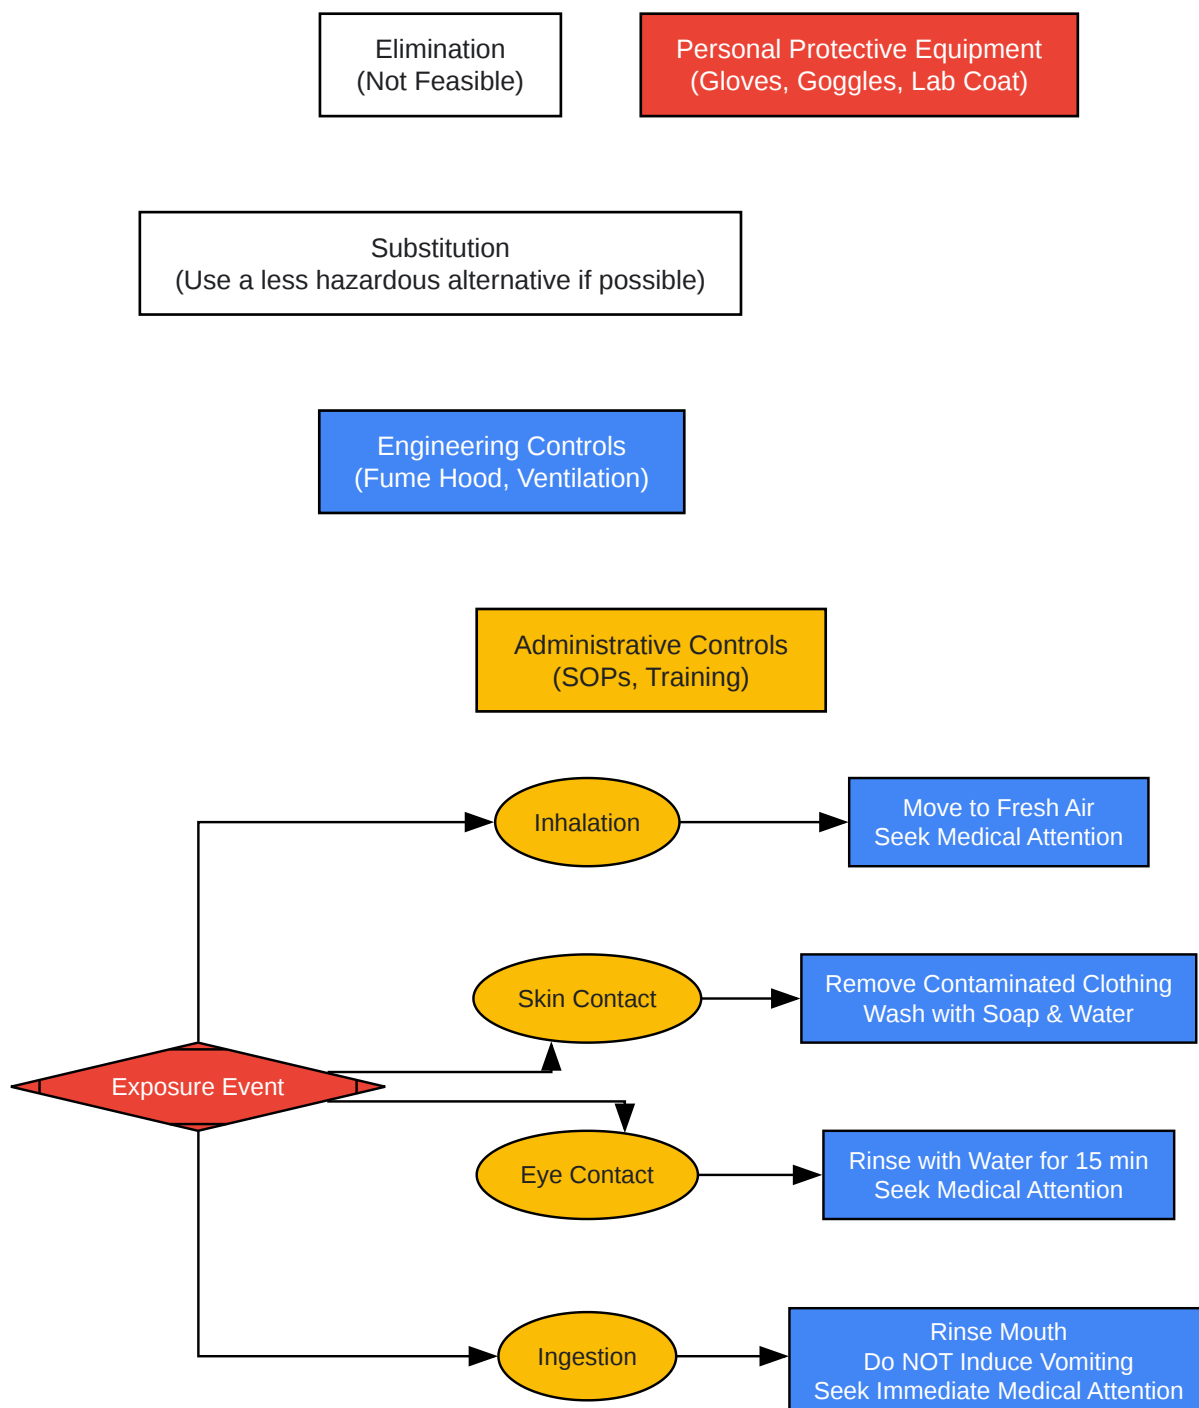 Elimination
(Not Feasible)
Personal Protective Equipment
(Gloves, Goggles, Lab Coat)
Substitution
(Use a less hazardous alternative if possible)
Engineering Controls
(Fume Hood, Ventilation)
Administrative Controls
(SOPs, Training)
Inhalation
Move to Fresh Air
Seek Medical Attention
Skin Contact
Remove Contaminated Clothing
Wash with Soap & Water
Exposure Event
Eye Contact
Rinse with Water for 15 min
Seek Medical Attention
Ingestion
Rinse Mouth
Do NOT Induce Vomiting
Seek Immediate Medical Attention